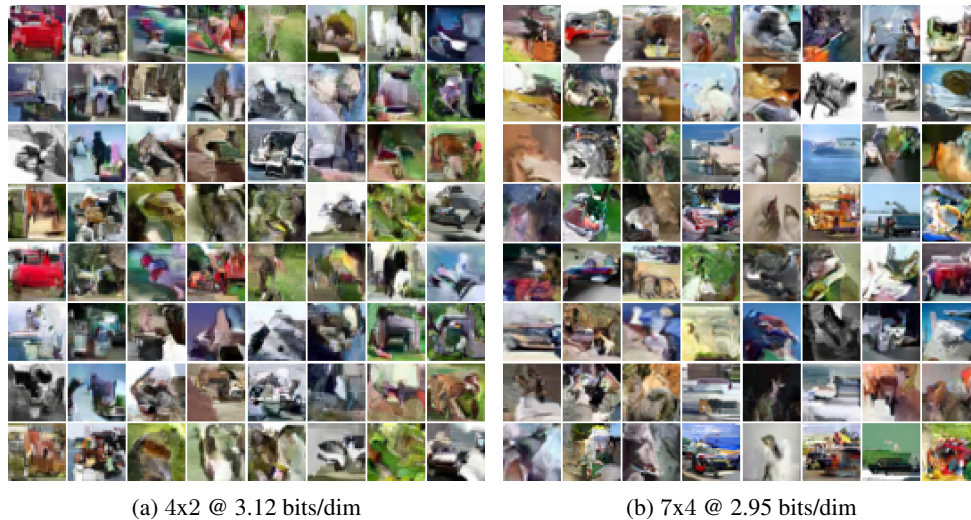 (a) 4x2 @ 3.12 bits/dim
(b) 7x4 @ 2.95 bits/dim